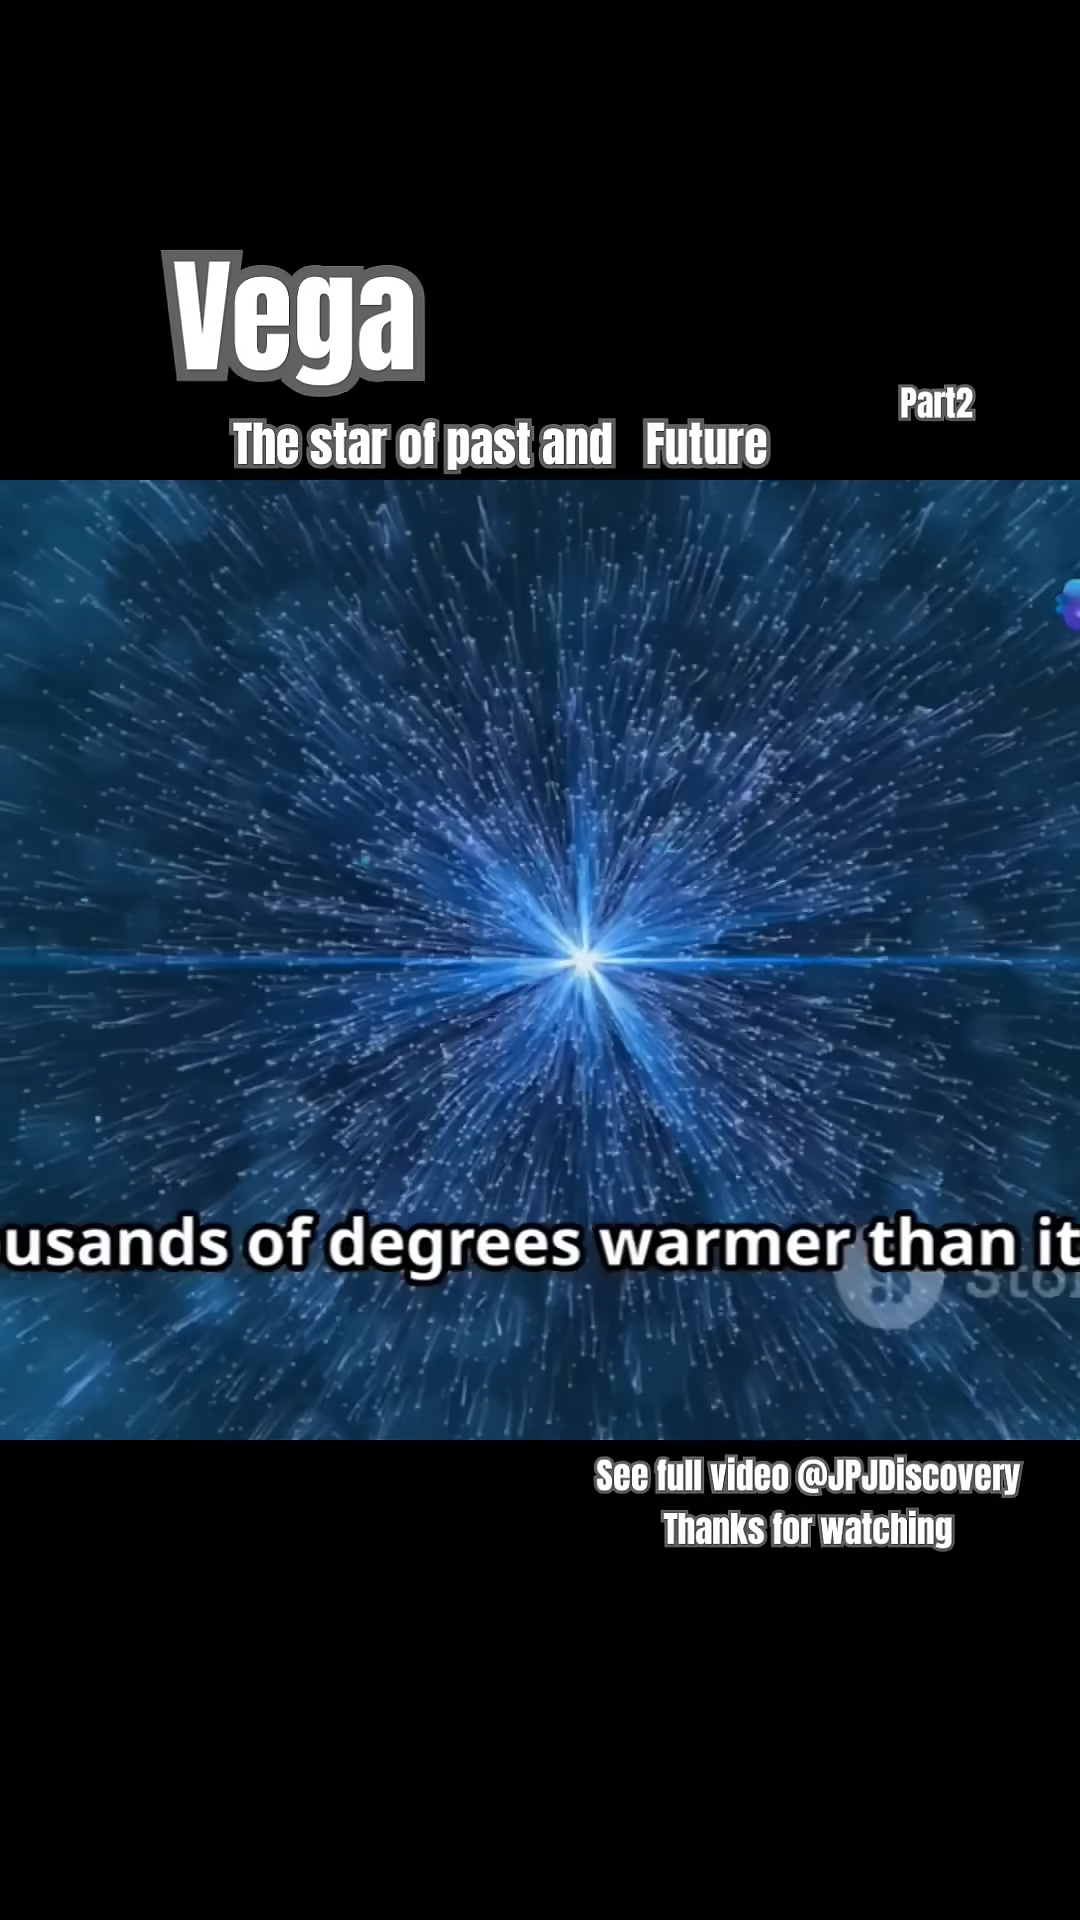 Vega
Part2
The star of past and Future
usands of degrees warmer than it
See full video @JPJDiscovery
Thanks for watching